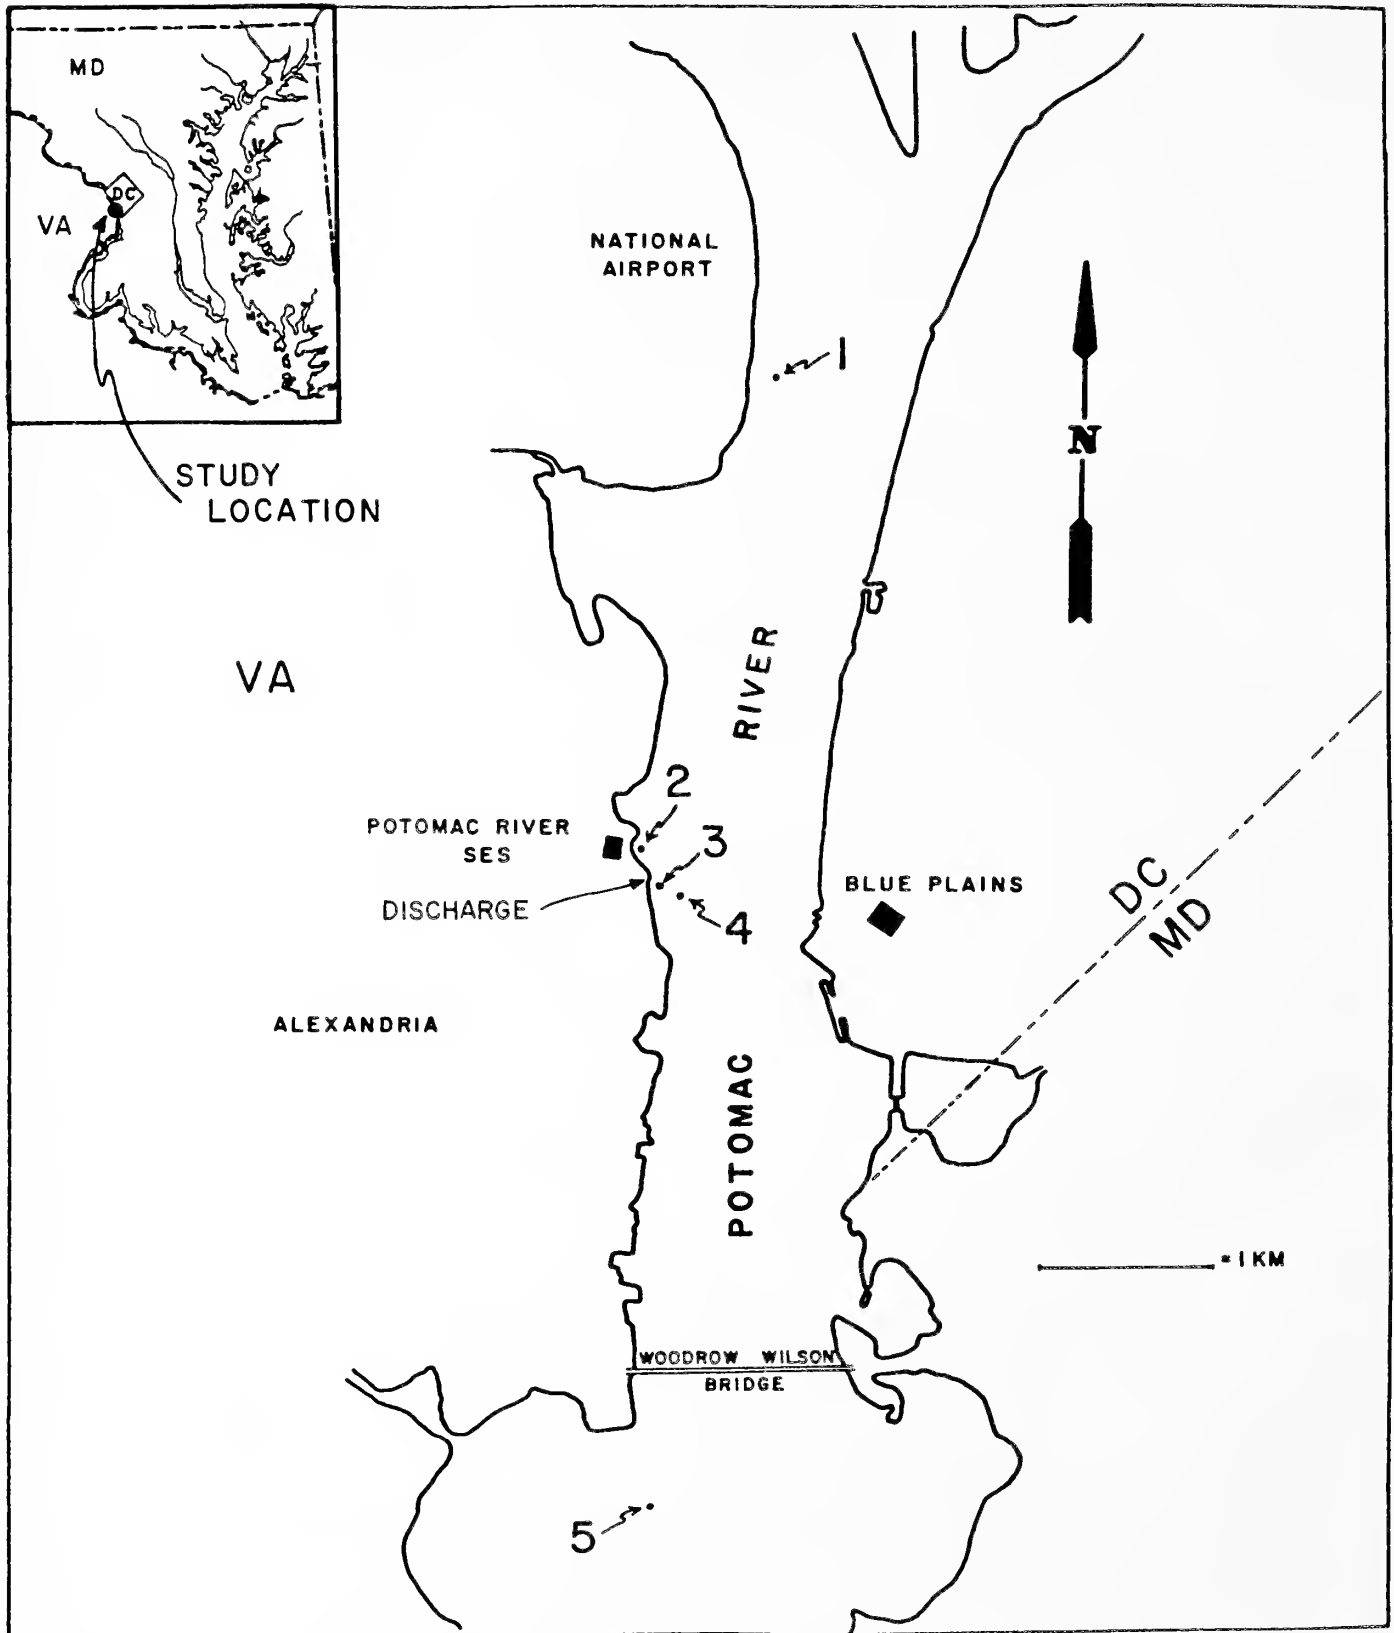 MD
DC
VA
STUDY
LOCATION
NATIONAL
AIRPORT
1
N
VA
RIVER
2
POTOMAC RIVER
SES
3
DISCHARGE
4
BLUE PLAINS
DC
MD
ALEXANDRIA
POTOMAC
≈ 1 KM
WOODROW WILSON
BRIDGE
5